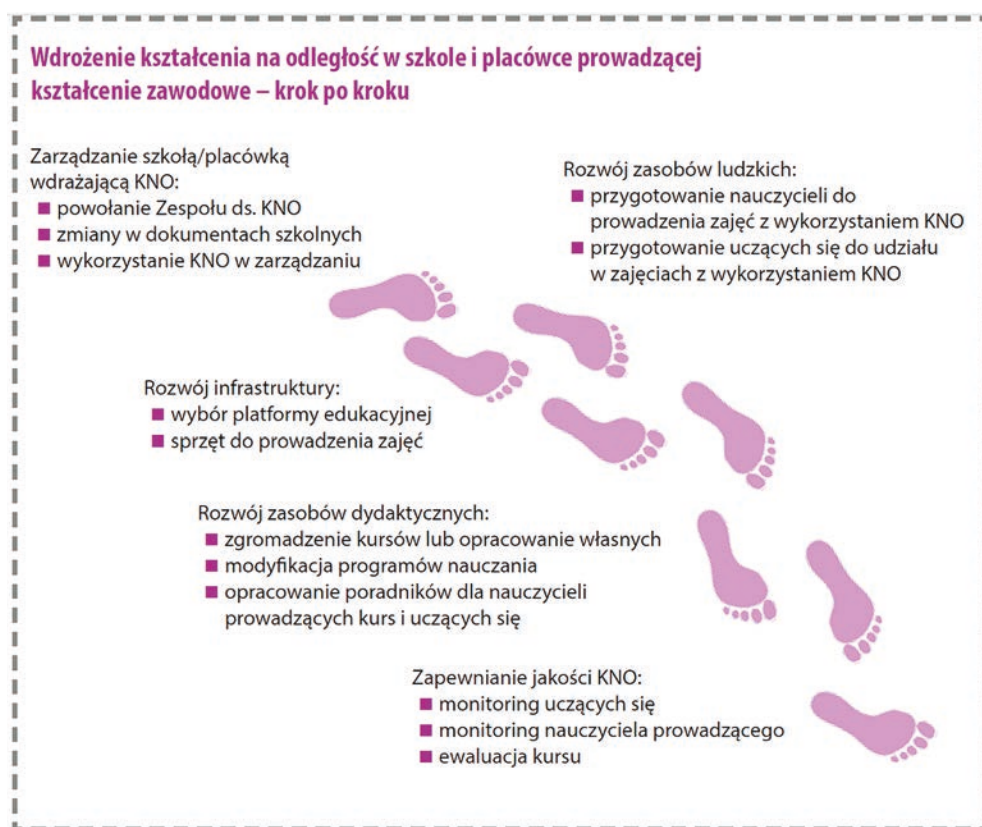 Wdrożenie kształcenia na odległość w szkole i placówce prowadzącej
kształcenie zawodowe – krok po kroku
Zarządzanie szkołą/placówką
wdrażającą KNO:
■ powołanie Zespołu ds. KNO
■ zmiany w dokumentach szkolnych
■ wykorzystanie KNO w zarządzaniu
Rozwój zasobów ludzkich:
■ przygotowanie nauczycieli do
prowadzenia zajęć z wykorzystaniem KNO
■ przygotowanie uczących się do udziału
w zajęciach z wykorzystaniem KNO
Rozwój infrastruktury:
■ wybór platformy edukacyjnej
■ sprzęt do prowadzenia zajęć
Rozwój zasobów dydaktycznych:
■ zgromadzenie kursów lub opracowanie własnych
■ modyfikacja programów nauczania
■ opracowanie poradników dla nauczycieli
prowadzących kurs i uczących się
Zapewnianie jakości KNO:
■ monitoring uczących się
■ monitoring nauczyciela prowadzącego
■ ewaluacja kursu